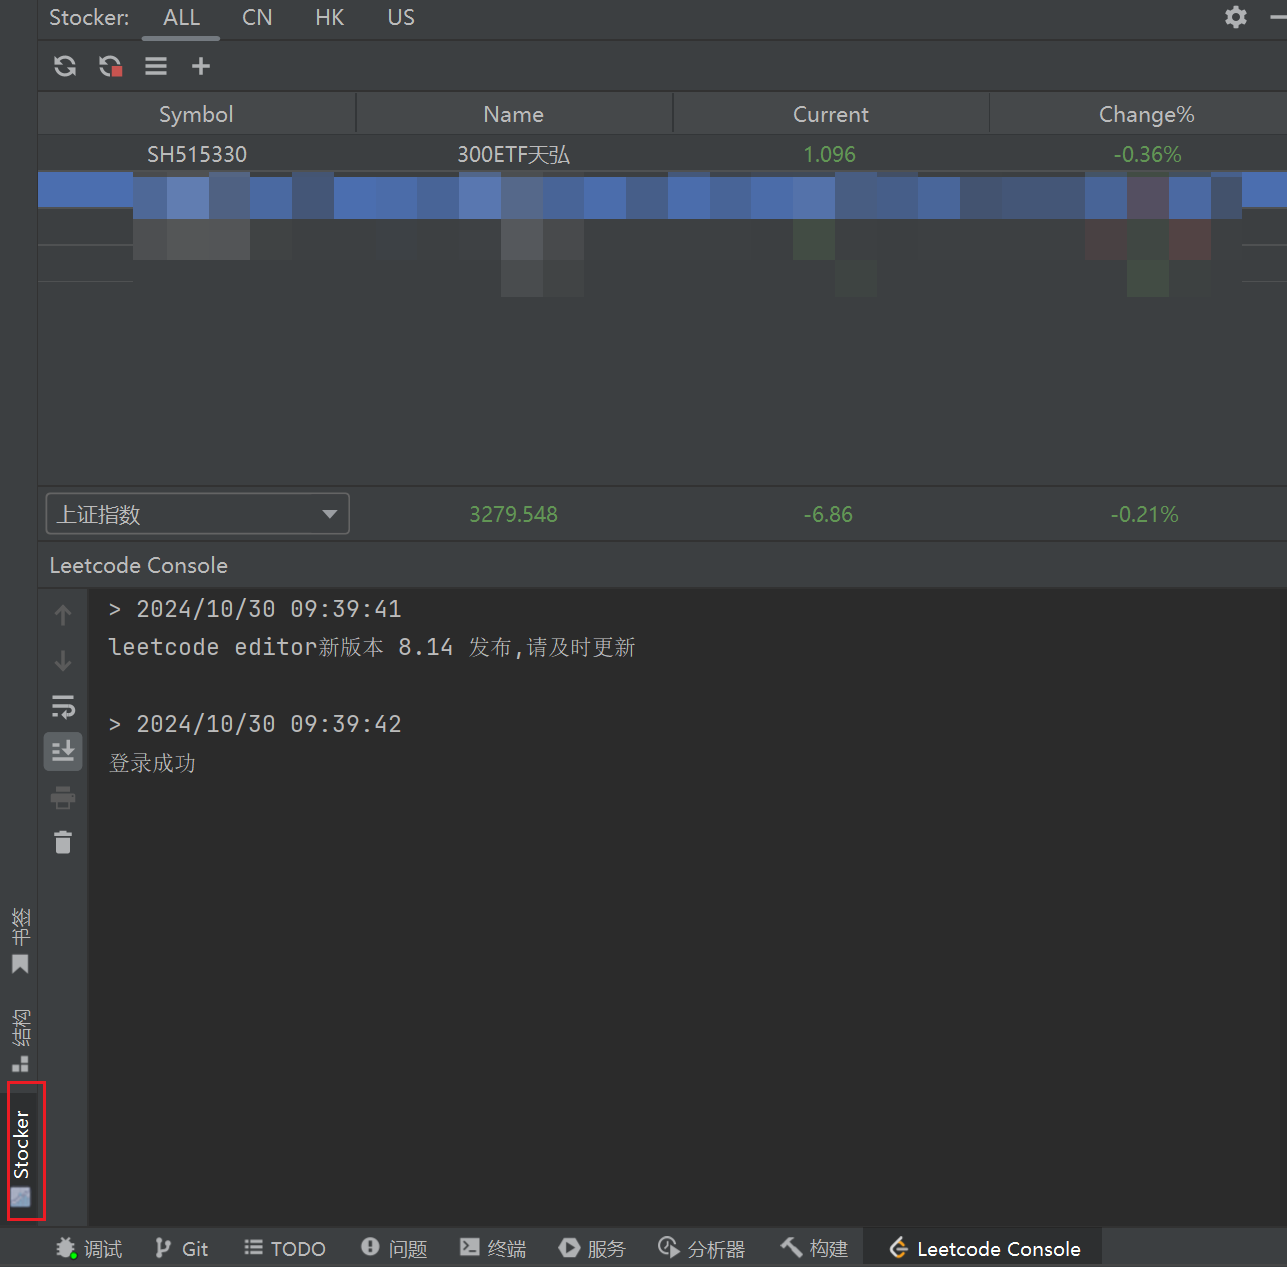 Stocker: ALL CN HK US
Symbol Name Current Change%
SH515330 300ETF天弘 1.096 -0.36%
上证指数 3279.548 -6.86 -0.21%
Leetcode Console
> 2024/10/30 09:39:41
leetcode editor新版本 8.14 发布,请及时更新
> 2024/10/30 09:39:42
登录成功
书签
结构
Stocker
调试 Git TODO 问题 终端 服务 分析器 构建 Leetcode Console